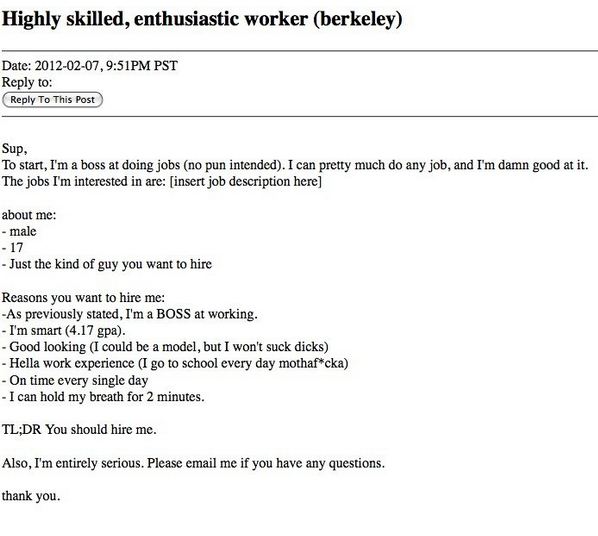 Highly skilled, enthusiastic worker (berkeley)
Date: 2012-02-07, 9:51PM PST
Reply to:
Reply To This Post
Sup,
To start, I'm a boss at doing jobs (no pun intended). I can pretty much do any job, and I'm damn good at it.
The jobs I'm interested in are: [insert job description here]
about me:
- male
- 17
- Just the kind of guy you want to hire
Reasons you want to hire me:
-As previously stated, I'm a BOSS at working.
- I'm smart (4.17 gpa).
- Good looking (I could be a model, but I won't suck dicks)
- Hella work experience (I go to school every day mothaf*cka)
- On time every single day
- I can hold my breath for 2 minutes.
TL;DR You should hire me.
Also, I'm entirely serious. Please email me if you have any questions.
thank you.